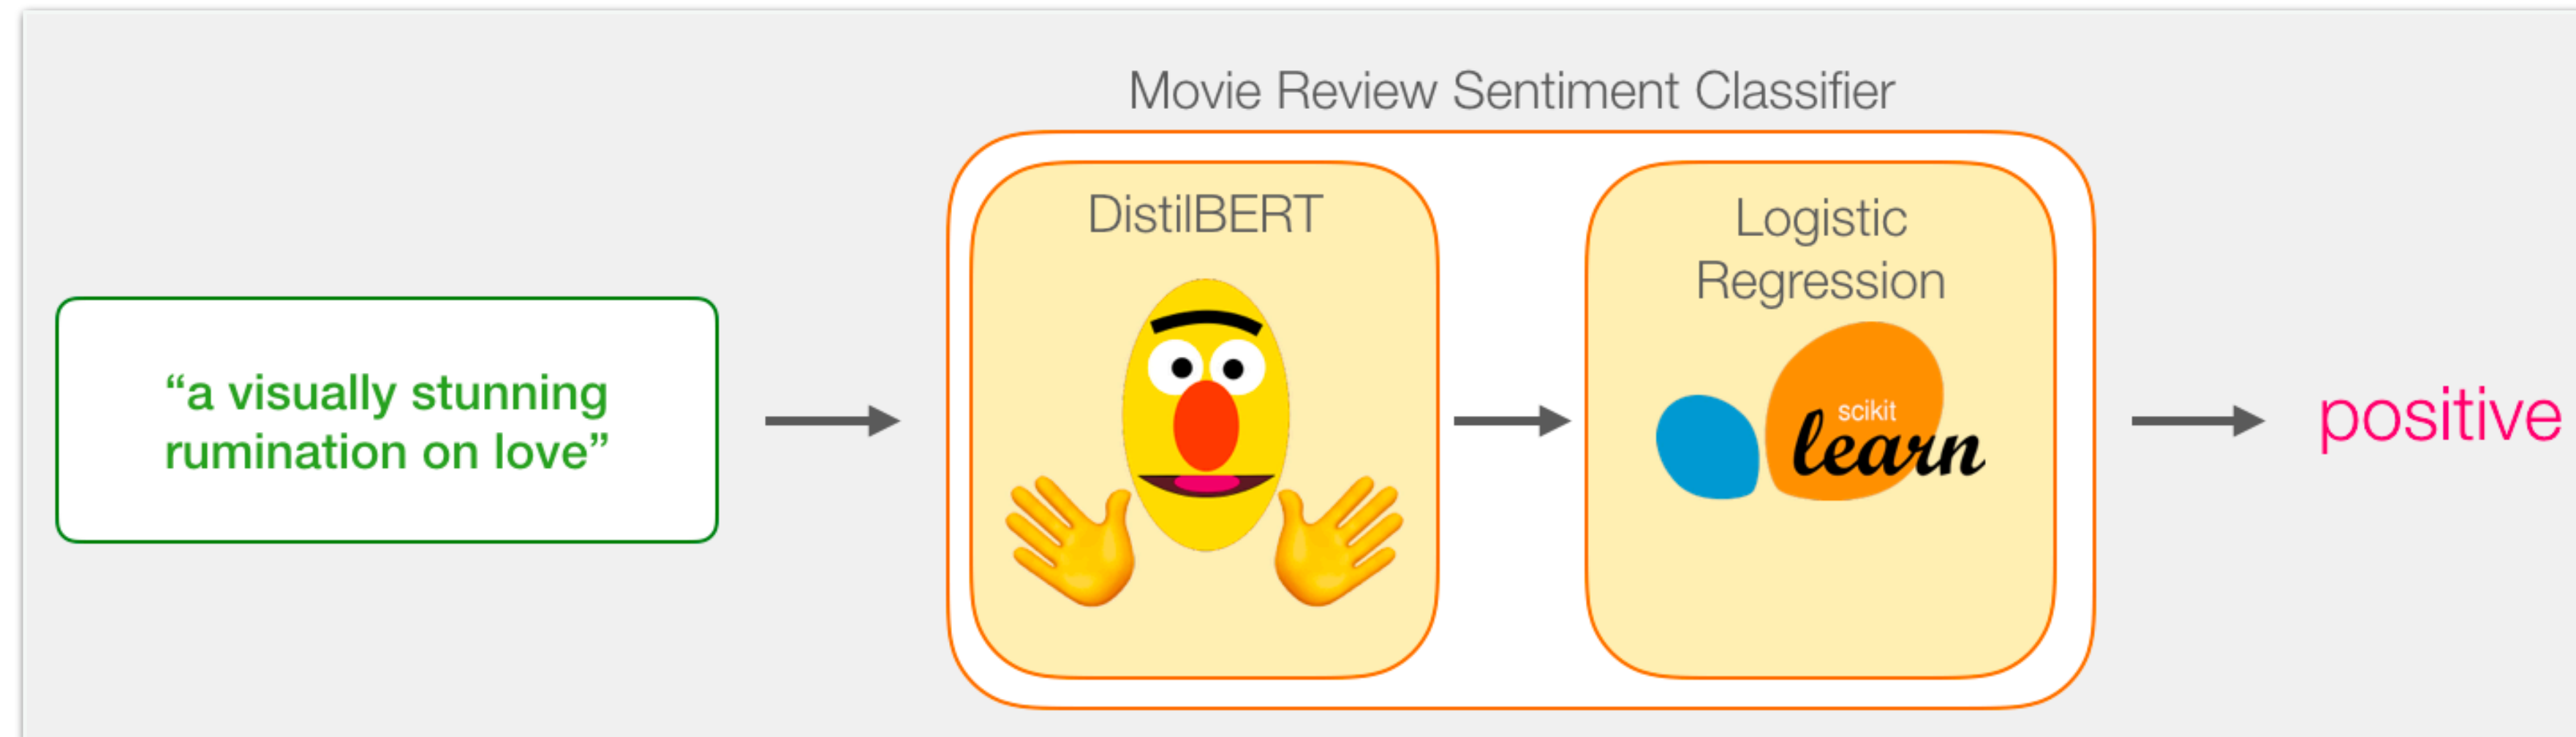 Movie Review Sentiment Classifier
DistilBERT
Logistic
Regression
“a visually stunning
rumination on love”
scikit
learn
positive